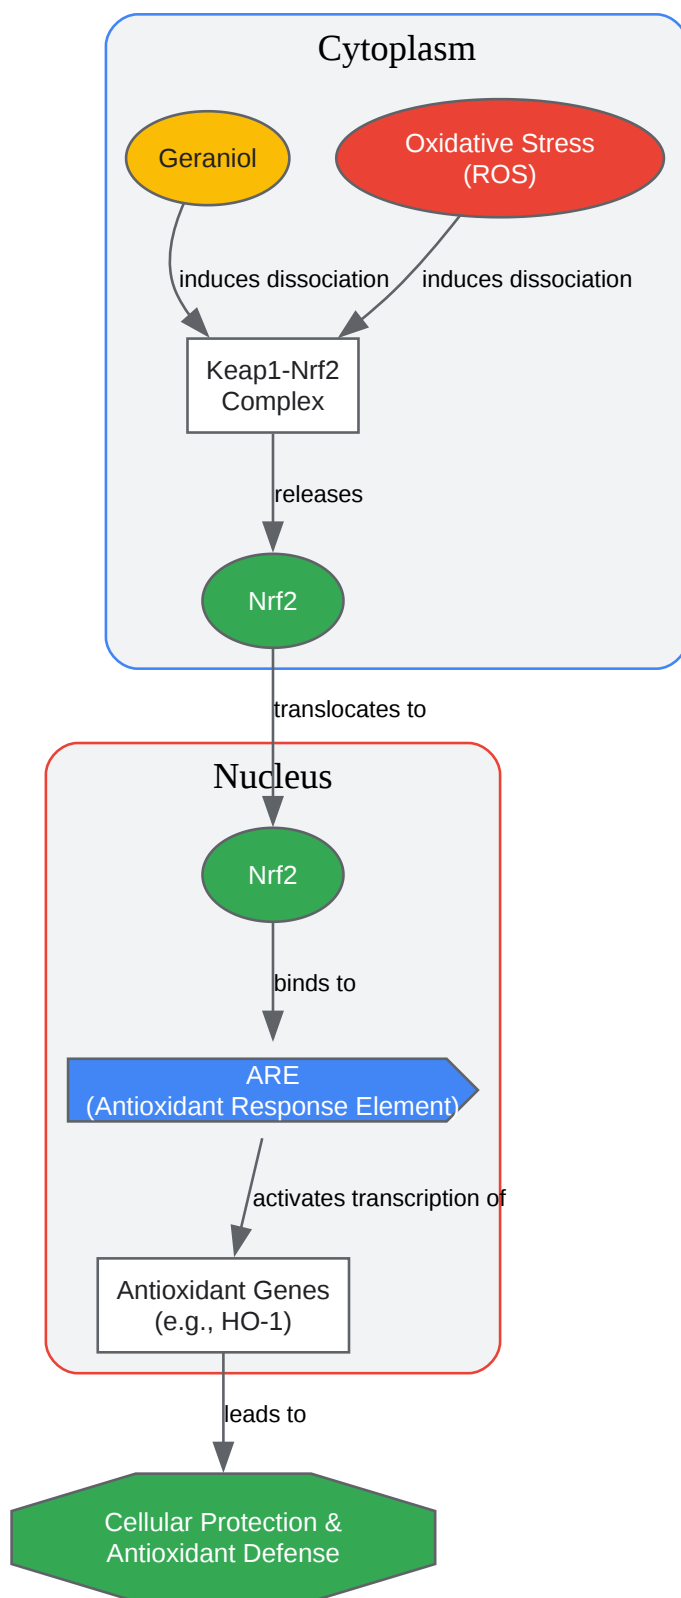 Cytoplasm
Geraniol
Oxidative Stress
(ROS)
induces dissociation
induces dissociation
Keap1-Nrf2
Complex
releases
Nrf2
translocates to
Nucleus
Nrf2
binds to
ARE
(Antioxidant Response Element)
activates transcription of
Antioxidant Genes
(e.g., HO-1)
leads to
Cellular Protection &
Antioxidant Defense